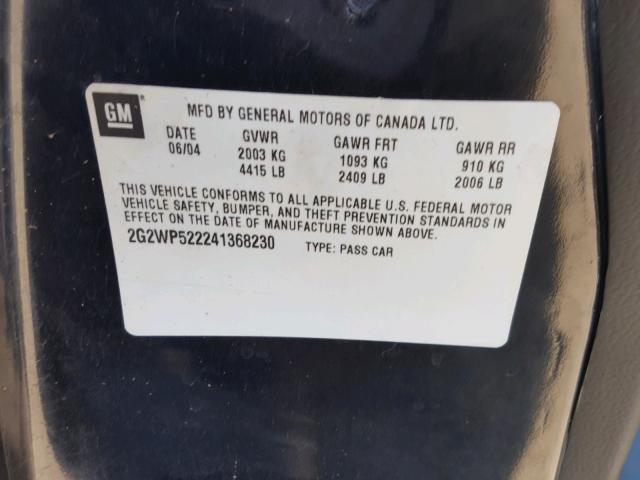 GM ®
MFD BY GENERAL MOTORS OF CANADA LTD.
DATE GVWR GAWR FRT GAWR RR
06/04 2003 KG 1093 KG 910 KG
4415 LB 2409 LB 2006 LB
THIS VEHICLE CONFORMS TO ALL APPLICABLE U.S. FEDERAL MOTOR
VEHICLE SAFETY, BUMPER, AND THEFT PREVENTION STANDARDS IN
EFFECT ON THE DATE OF MANUFACTURE SHOWN ABOVE.
2G2WP522241368230 TYPE: PASS CAR